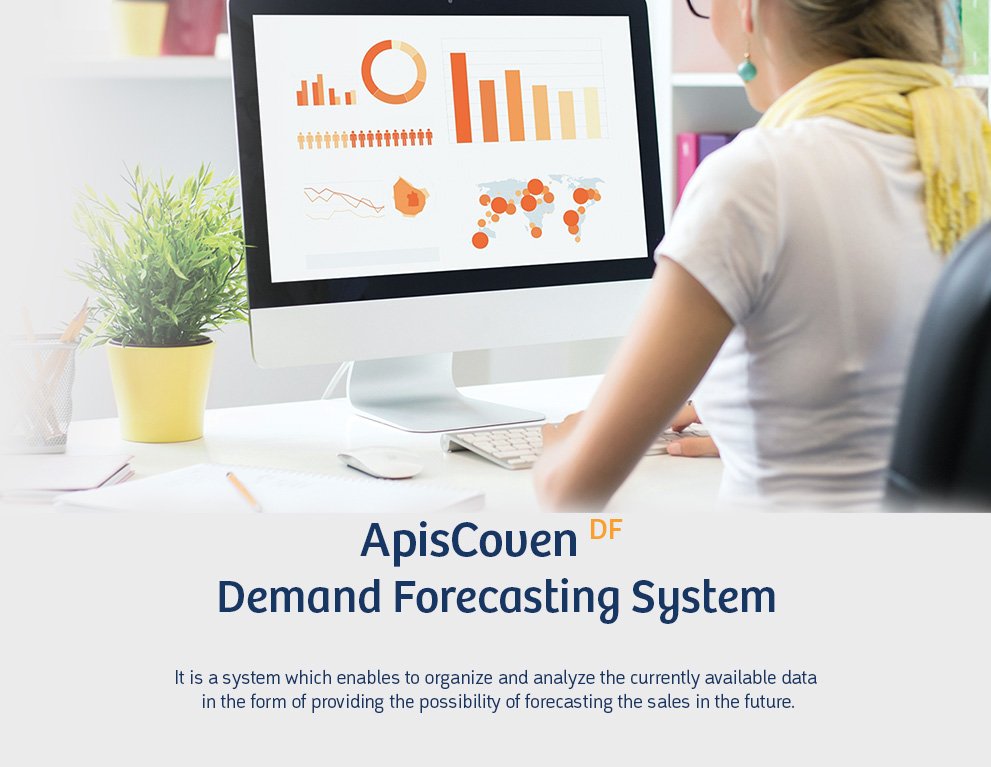 ApisCoven DF
Demand Forecasting System
It is a system which enables to organize and analyze the currently available data
in the form of providing the possibility of forecasting the sales in the future.